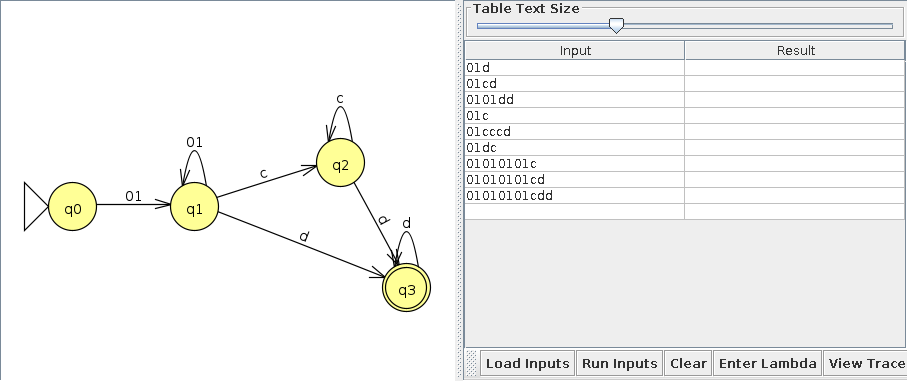 Table Text Size
Input Result
01d
01cd
0101dd
01c
01cccd
01dc
01010101c
01010101cd
01010101cdd
Load Inputs Run Inputs Clear Enter Lambda View Trace
c
01
q2
c
01
q0
q1
d
d
d
q3